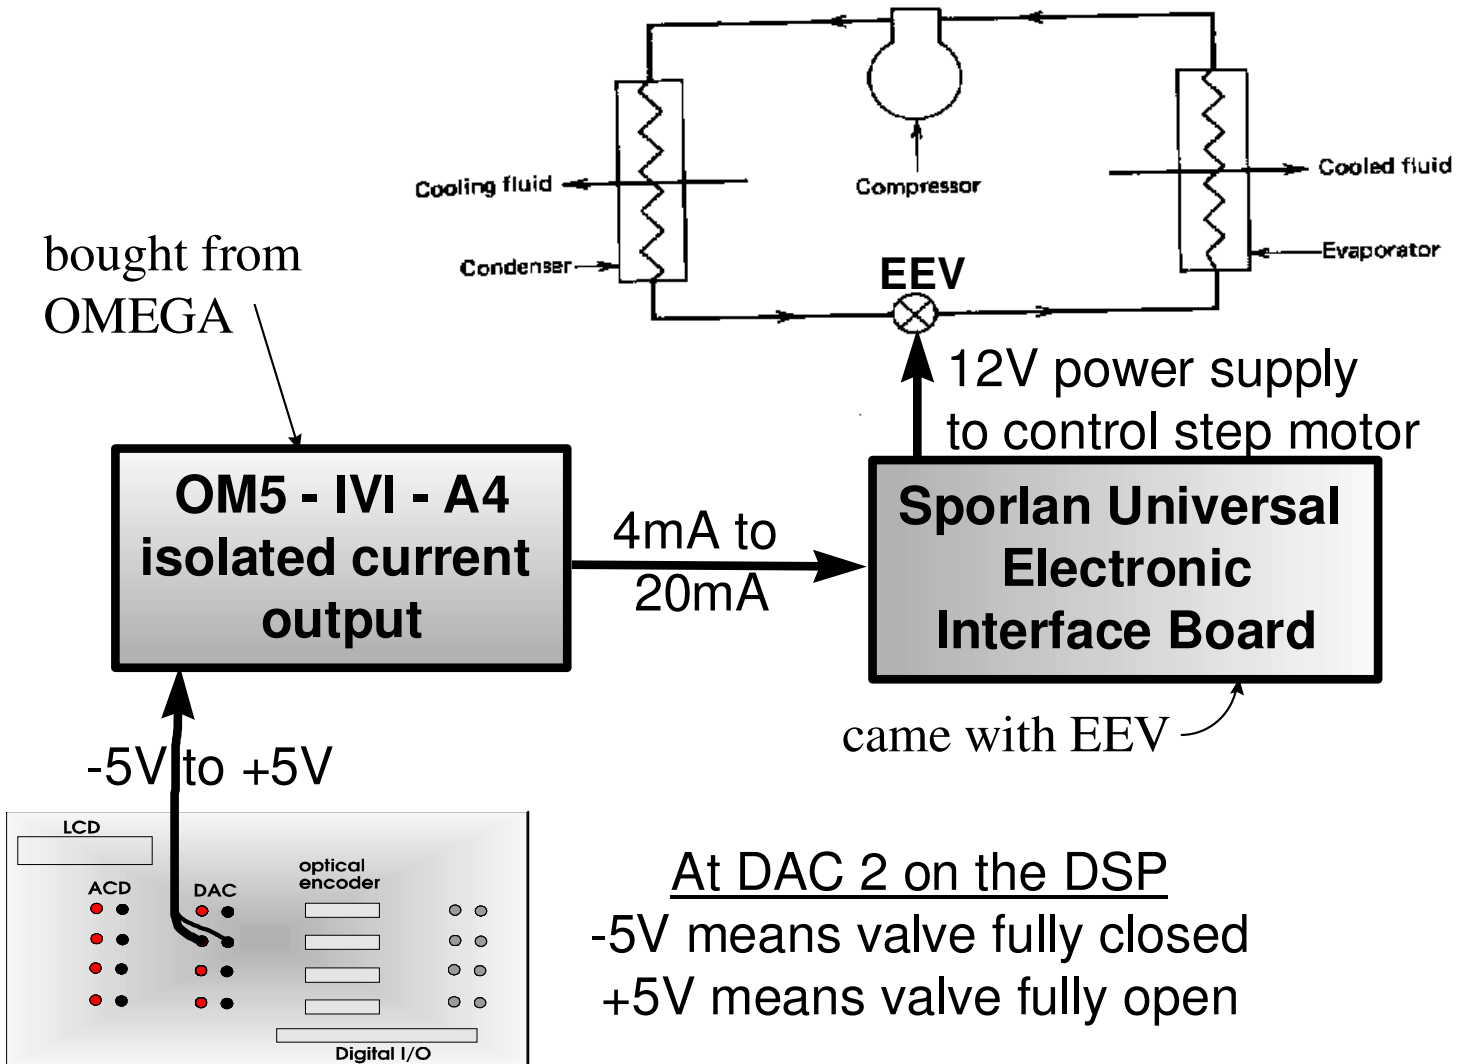 Cooling fluid
Compressor
Cooled fluid
Condenser
EEV
Evaporator
bought from
OMEGA
12V power supply
to control step motor
OM5 - IVI - A4
isolated current
output
4mA to
20mA
Sporlan Universal
Electronic
Interface Board
came with EEV
-5V to +5V
LCD
ACD
DAC
optical
encoder
Digital I/O
At DAC 2 on the DSP
-5V means valve fully closed
+5V means valve fully open